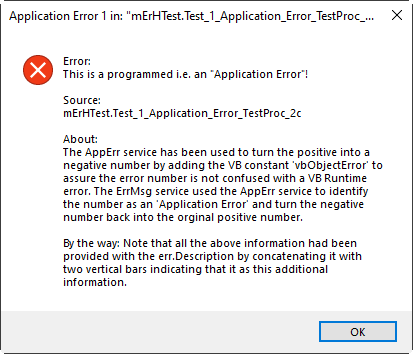 Application Error 1 in: "mErHTest.Test_1_Application_Error_TestProc_...
Error:
This is a programmed i.e. an "Application Error"!
Source:
mErHTest.Test_1_Application_Error_TestProc_2c
About:
The AppErr service has been used to turn the positive into a
negative number by adding the VB constant 'vbObjectError' to
assure the error number is not confused with a VB Runtime
error. The ErrMsg service used the AppErr service to identify
the number as an 'Application Error' and turn the negative
number back into the orginal positive number.
By the way: Note that all the above information had been
provided with the err.Description by concatenating it with
two vertical bars indicating that it as this additional
information.
OK